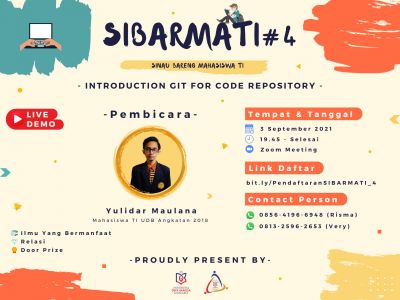 SIBARMATI#4
SINAU BARENG MAHASISWA TI
- INTRODUCTION GIT FOR CODE REPOSITORY -
LIVE
DEMO
-Pembicara-
Yulidar Maulana
Mahasiswa TI UDB Angkatan 2018
Ilmu Yang Bermanfaat
Relasi
Door Prize
Tempat & Tanggal
3 September 2021
19.45 - Selesai
Zoom Meeting
Link Daftar
bit.ly/PendaftaranSIBARMATI_4
Contact Person
0856-4196-6948 (Risma)
0813-2596-2653 (Very)
-PROUDLY PRESENT BY-